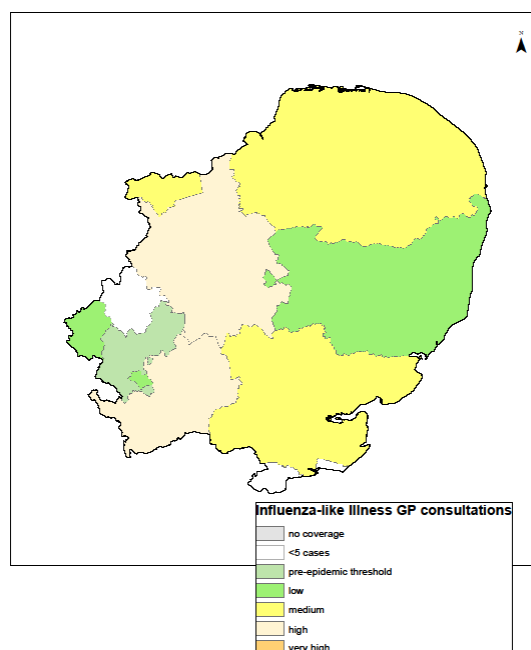 N
Influenza-like Illness GP consultations
no coverage
<5 cases
pre-epidemic threshold
low
medium
high
very high